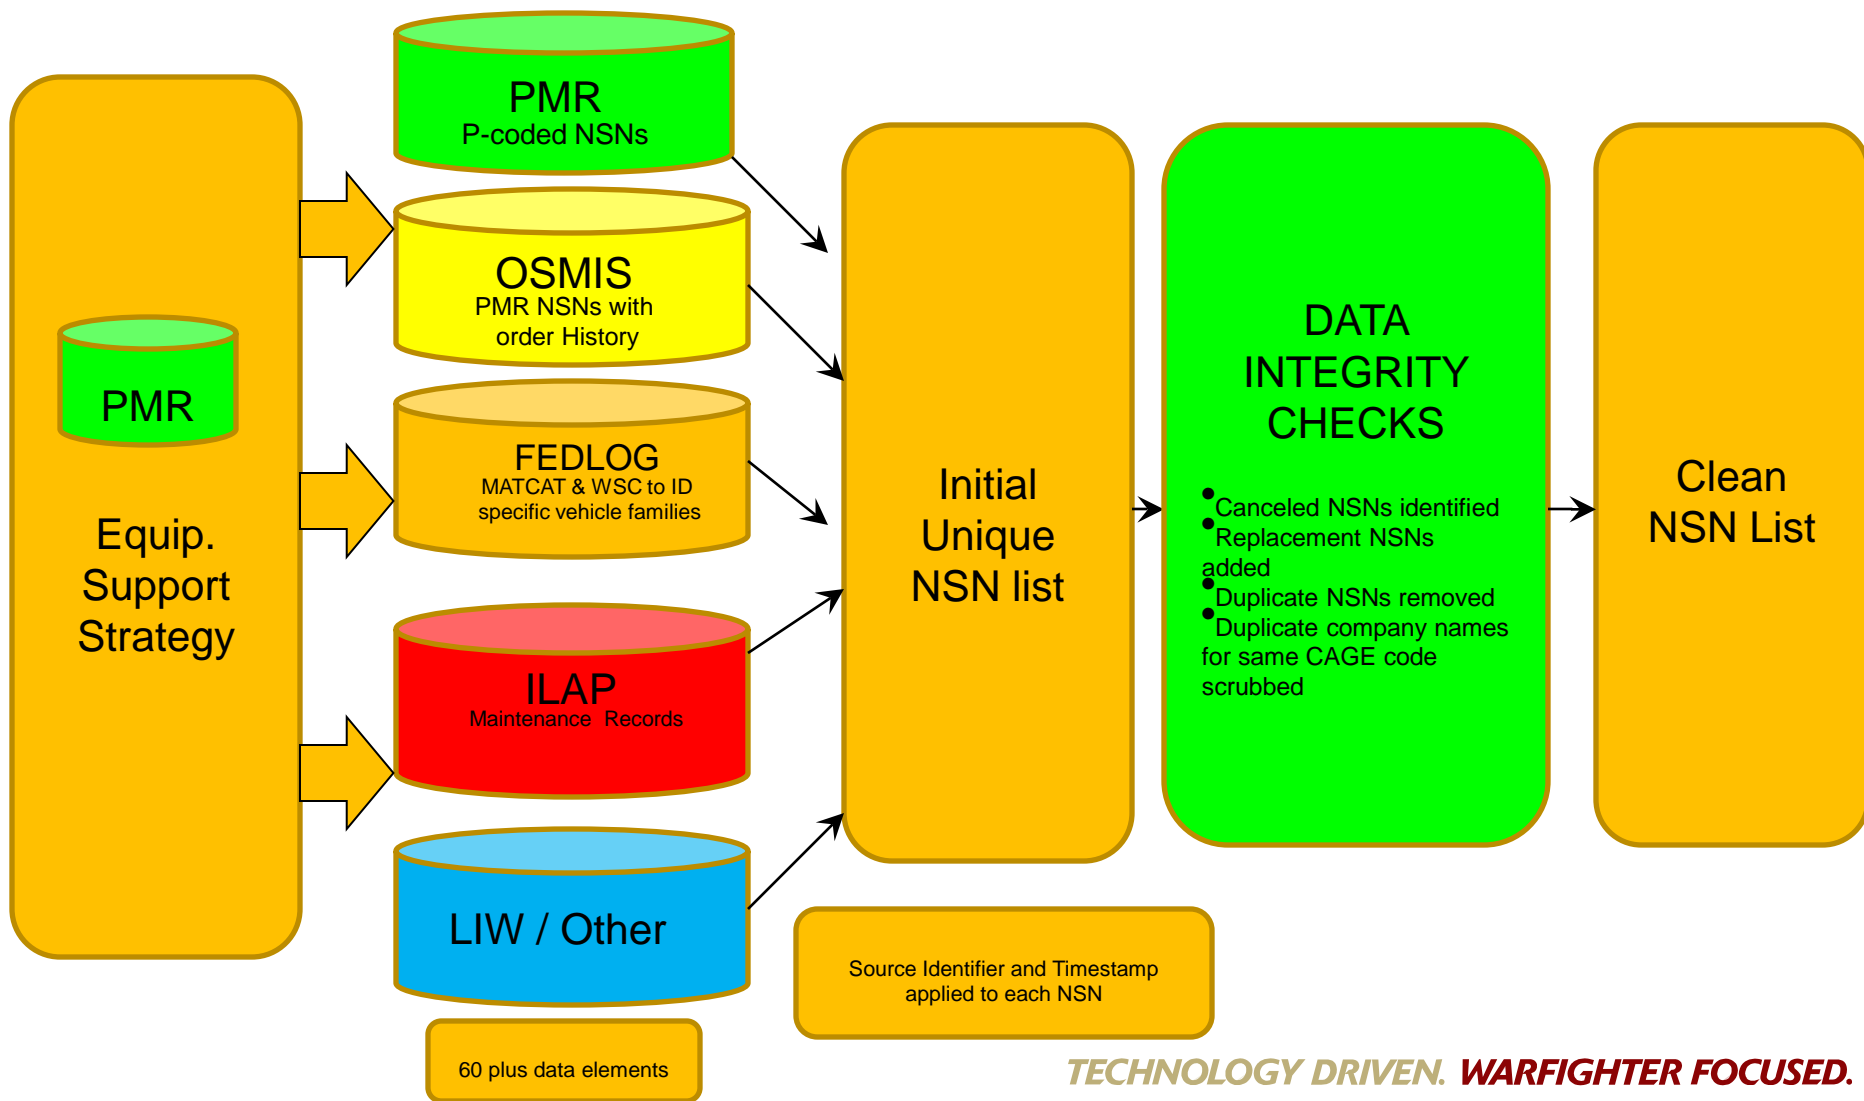 PMR
Equip.
Support
Strategy
PMR
P-coded NSNs
OSMIS
PMR NSNs with
order History
FEDLOG
MATCAT & WSC to ID
specific vehicle families
ILAP
Maintenance Records
LIW / Other
60 plus data elements
Initial
Unique
NSN list
Source Identifier and Timestamp
applied to each NSN
DATA
INTEGRITY
CHECKS
•Canceled NSNs identified
•Replacement NSNs
added
•Duplicate NSNs removed
•Duplicate company names
for same CAGE code
scrubbed
Clean
NSN List
TECHNOLOGY DRIVEN. WARFIGHTER FOCUSED.